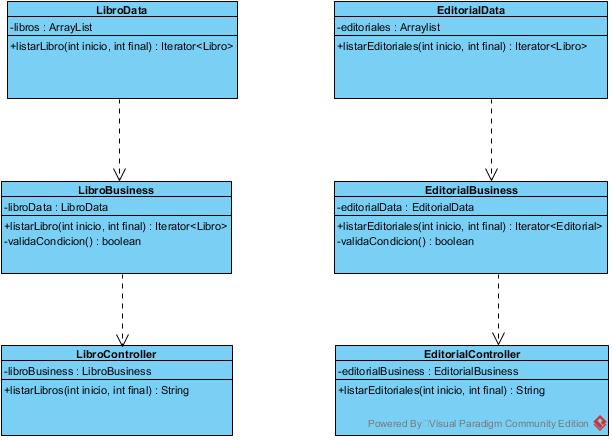 LibroData
-libros : ArrayList
+listarLibro(int inicio, int final) : Iterator<Libro>
EditorialData
-editoriales : Arraylist
+listarEditoriales(int inicio, int final) : Iterator<Libro>
LibroBusiness
-libroData : LibroData
+listarLibro(int inicio, int final) : Iterator<Libro>
-validaCondicion() : boolean
EditorialBusiness
-editorialData : EditorialData
+listarEditoriales(int inicio, int final) : Iterator<Editorial>
-validaCondicion() : boolean
LibroController
-libroBusiness : LibroBusiness
+listarLibros(int inicio, int final) : String
EditorialController
-editorialBusiness : EditorialBusiness
+listarEditoriales(int inicio, int final) : String
Powered By Visual Paradigm Community Edition